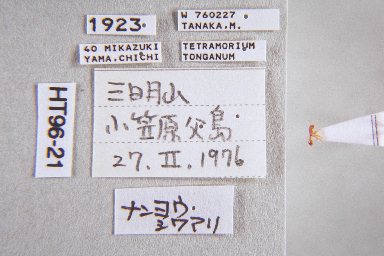 1923.
W 760227.
TANAKA.M.
40 MIKAZUKI
YAMA.CHICHI
TETRAMORIUM
TONGANUM
HT96-21
三日月山
小笠原父島.
27. II. 1976
ナンヨウ.
シワアリ